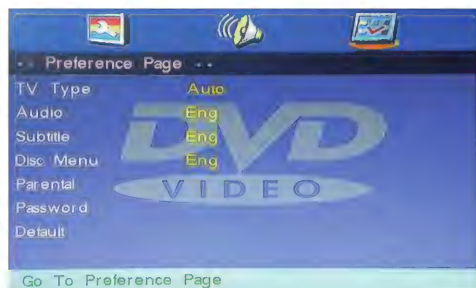 -- Preference Page --
TV Type Auto
Audio Eng
Subtitle Eng
Disc Menu Eng
Parental
Password
Default
DVD
VIDEO
Go To Preference Page